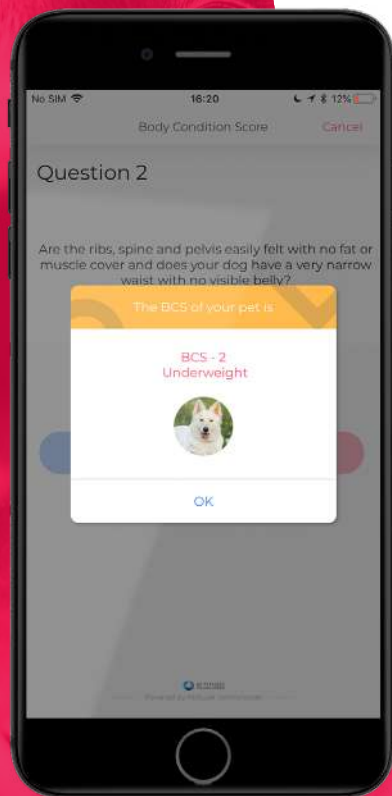 No SIM 16:20 12%
Body Condition Score Cancel
Question 2
Are the ribs, spine and pelvis easily felt with no fat or
muscle cover and does your dog have a very narrow
waist with no visible belly?
The BCS of your pet is
BCS - 2
Underweight
OK
Powered by